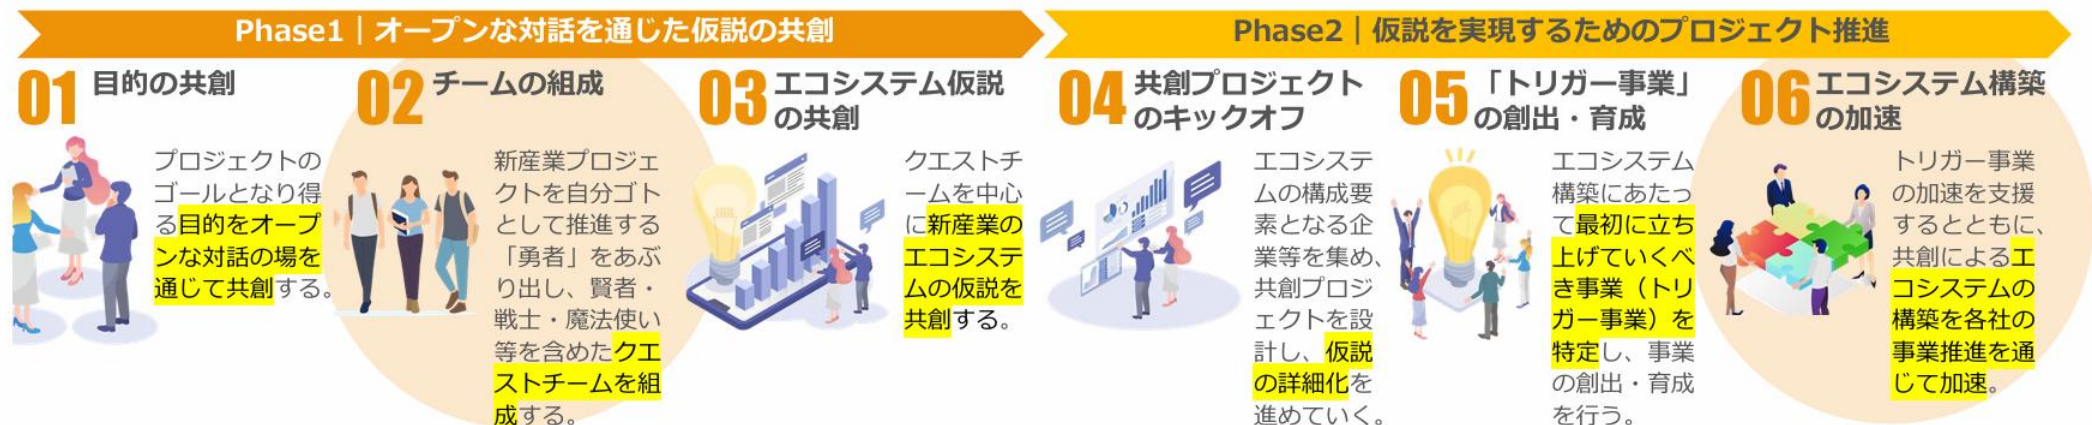 Phase1｜オープンな対話を通じた仮説の共創
Phase2｜仮説を実現するためのプロジェクト推進
01
目的の共創
プロジェクトの
ゴールとなり得
る目的をオープ
ンな対話の場を
通じて共創する。
02
チームの組成
新産業プロジェ
クトを自分ゴト
として推進する
「勇者」をあぶ
り出し、賢者・
戦士・魔法使い
等を含めたクエ
ストチームを組
成する。
03
エコシステム仮説
の共創
クエストチ
ームを中心
に新産業の
エコシステ
ムの仮説を
共創する。
04
共創プロジェクト
のキックオフ
エコシステ
ムの構成要
素となる企
業等を集め、
共創プロジ
ェクトを設
計し、仮説
の詳細化を
進めていく。
05
「トリガー事業」
の創出・育成
エコシステム
構築にあたっ
て最初に立ち
上げていくべ
き事業（トリ
ガー事業）を
特定し、事業
の創出・育成
を行う。
06
エコシステム構築
の加速
トリガー事業
の加速を支援
するとともに、
共創によるエ
コシステムの
構築を各社の
事業推進を通
じて加速。